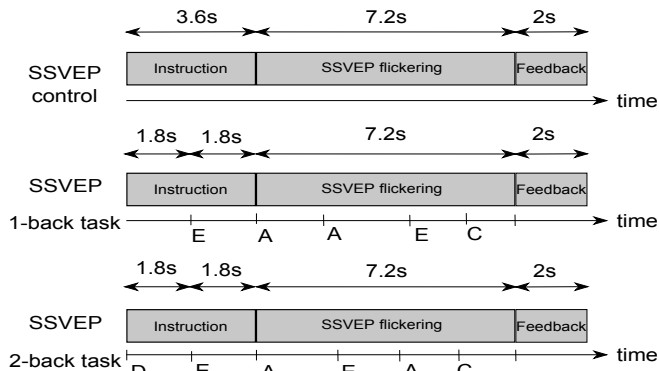 3.6s 7.2s 2s
SSVEP control Instruction SSVEP flickering Feedback
time
1.8s 1.8s 7.2s 2s
SSVEP Instruction SSVEP flickering Feedback
1-back task E A A E C time
1.8s 1.8s 7.2s 2s
SSVEP Instruction SSVEP flickering Feedback
2-back task D E A E A C time